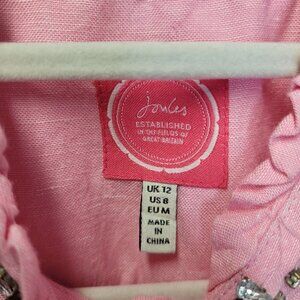 Joules
ESTABLISHED
IN THE FIELDS OF
GREAT BRITAIN
UK 12
US 8
EU M
MADE
IN
CHINA